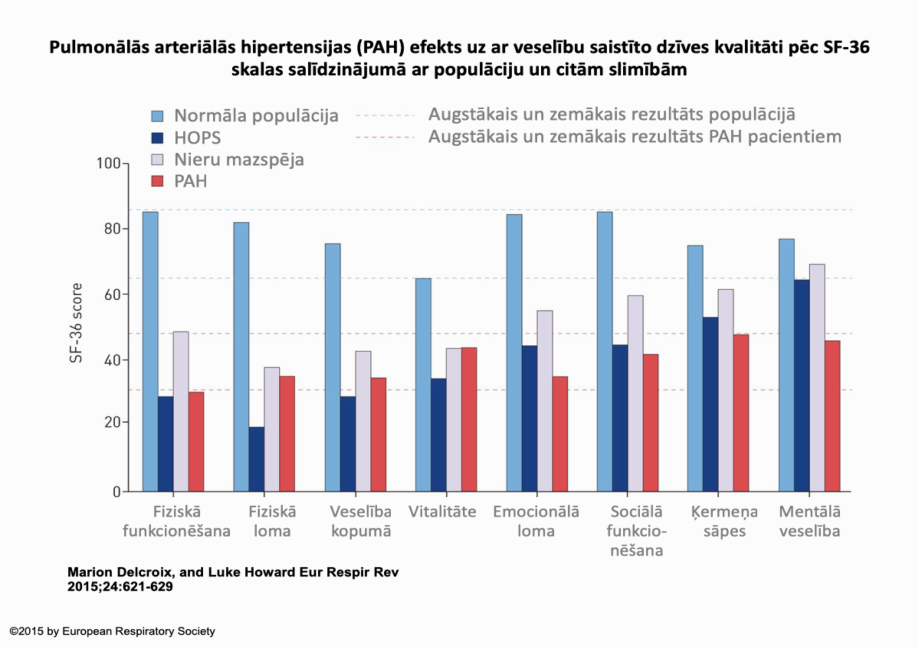 Pulmonālās arteriālās hipertensijas (PAH) efekts uz ar veselību saistīto dzīves kvalitāti pēc SF-36
skalas salīdzinājumā ar populāciju un citām slimībām
Normāla populācija
HOPS
Nieru mazspēja
PAH
Augstākais un zemākais rezultāts populācijā
Augstākais un zemākais rezultāts PAH pacientiem
SF-36 score
100
80
60
40
20
0
Fiziskā
funkcionēšana
Fiziskā
loma
Veselība
kopumā
Vitalitāte
Emocionālā
loma
Sociālā
funkcio-
nēšana
Ķermeņa
sāpes
Mentālā
veselība
Marion Delcroix, and Luke Howard Eur Respir Rev
2015;24:621-629
©2015 by European Respiratory Society